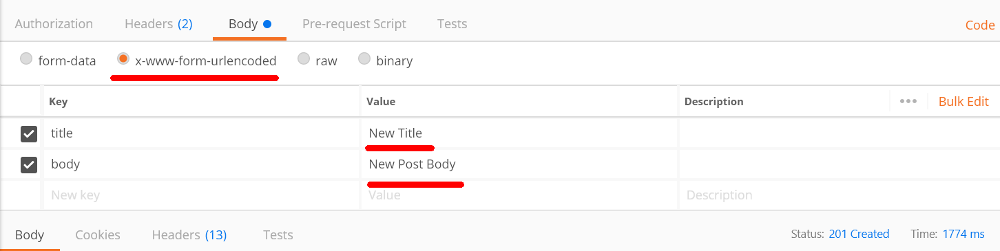 Authorization Headers (2) Body Pre-request Script Tests Code
form-data x-www-form-urlencoded raw binary
Key Value Description ••• Bulk Edit
title New Title
body New Post Body
New key Value Description
Body Cookies Headers (13) Tests Status: 201 Created Time: 1774 ms